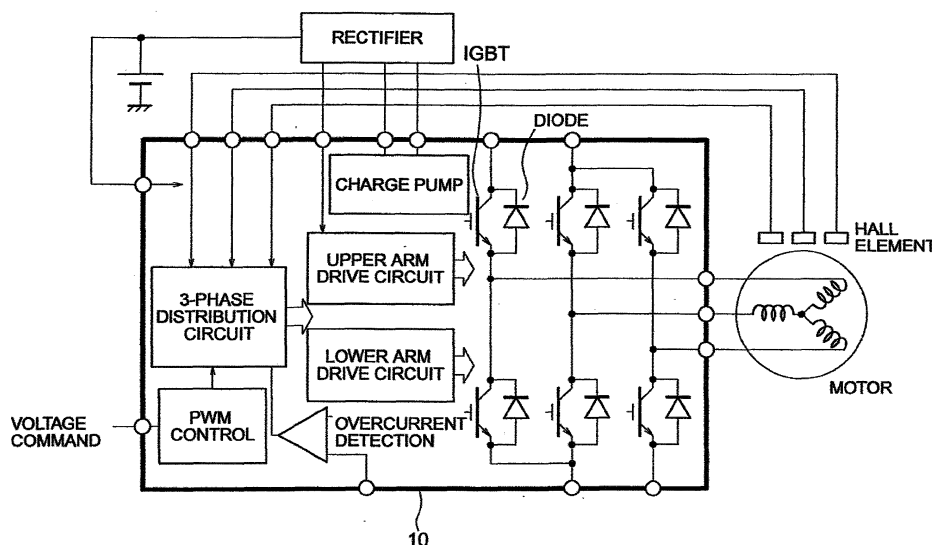 RECTIFIER
IGBT
DIODE
CHARGE PUMP
HALL
ELEMENT
UPPER ARM
DRIVE CIRCUIT
3-PHASE
DISTRIBUTION
CIRCUIT
LOWER ARM
DRIVE CIRCUIT
MOTOR
VOLTAGE
COMMAND
PWM
CONTROL
OVERCURRENT
DETECTION
10